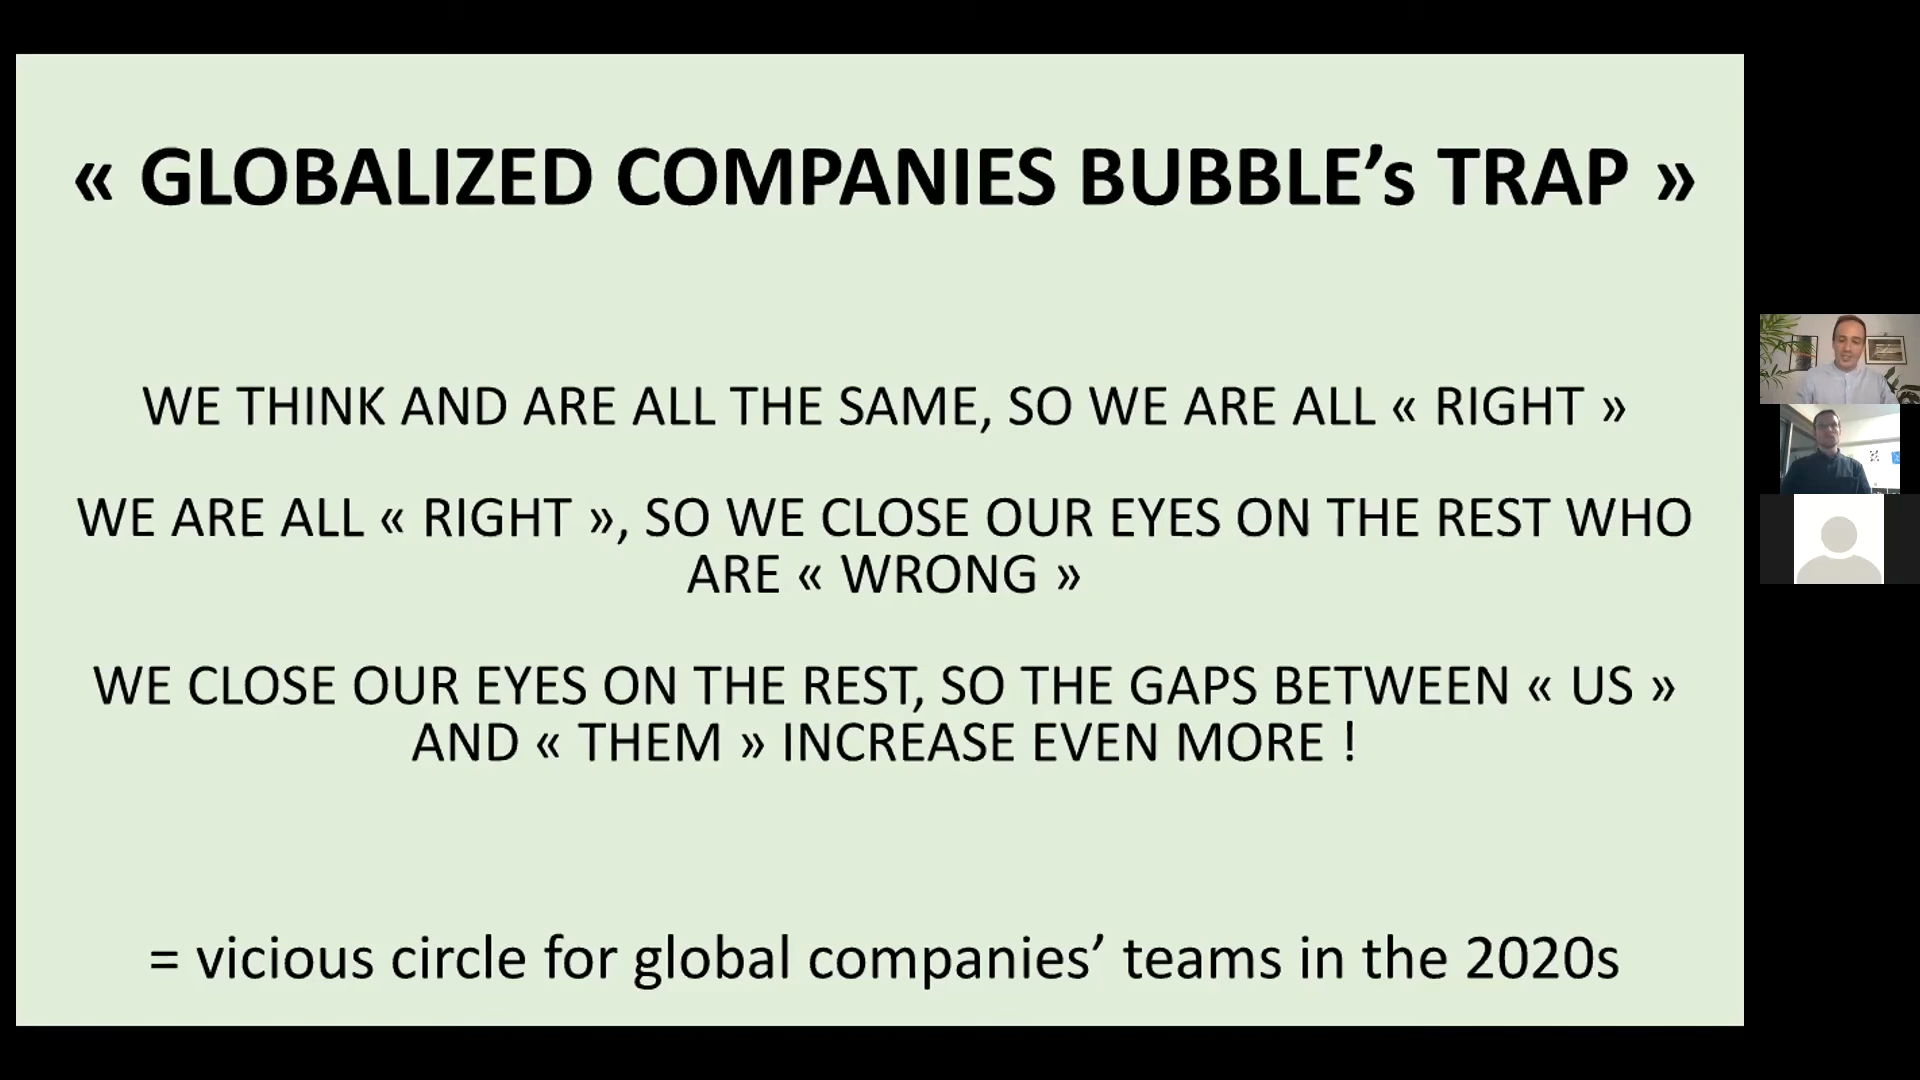 « GLOBALIZED COMPANIES BUBBLE’s TRAP »
WE THINK AND ARE ALL THE SAME, SO WE ARE ALL « RIGHT »
WE ARE ALL « RIGHT », SO WE CLOSE OUR EYES ON THE REST WHO
ARE « WRONG »
WE CLOSE OUR EYES ON THE REST, SO THE GAPS BETWEEN « US »
AND « THEM » INCREASE EVEN MORE !
= vicious circle for global companies’ teams in the 2020s